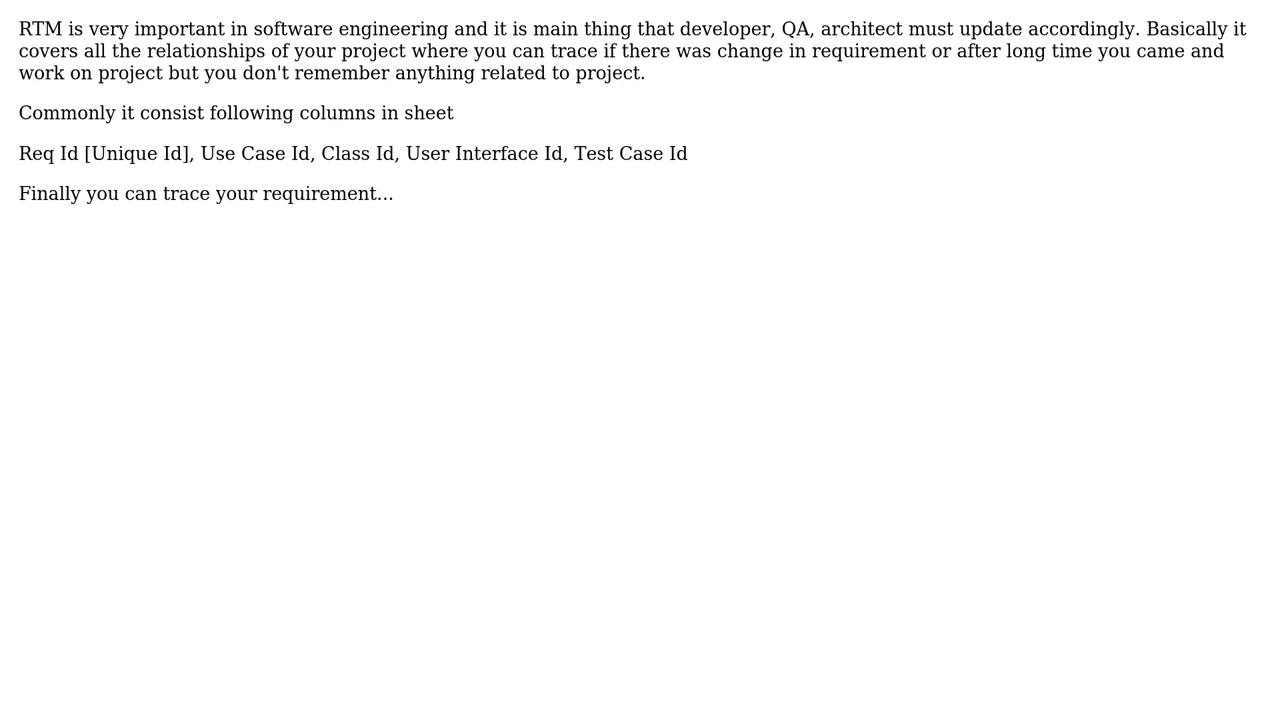 RTM is very important in software engineering and it is main thing that developer, QA, architect must update accordingly. Basically it
covers all the relationships of your project where you can trace if there was change in requirement or after long time you came and
work on project but you don't remember anything related to project.
Commonly it consist following columns in sheet
Req Id [Unique Id], Use Case Id, Class Id, User Interface Id, Test Case Id
Finally you can trace your requirement...